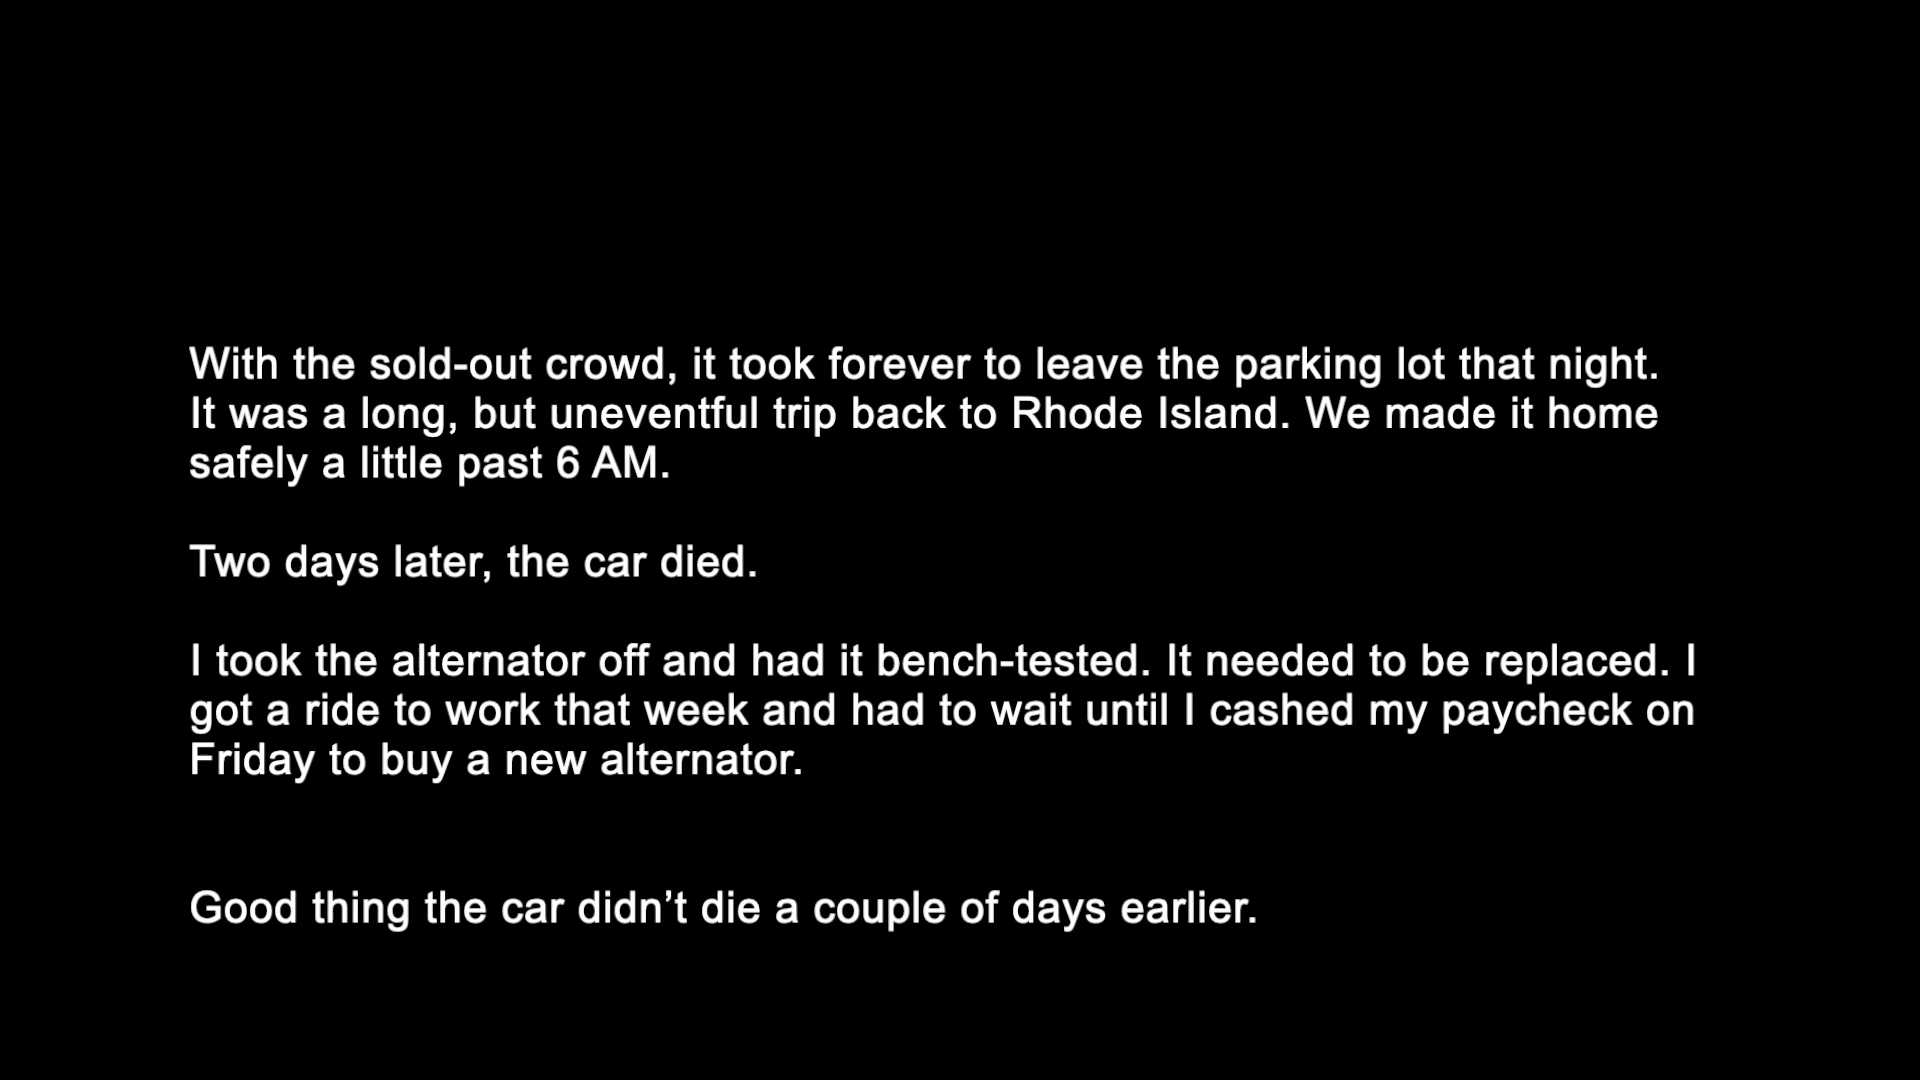 With the sold-out crowd, it took forever to leave the parking lot that night.
It was a long, but uneventful trip back to Rhode Island. We made it home
safely a little past 6 AM.
Two days later, the car died.
I took the alternator off and had it bench-tested. It needed to be replaced. I
got a ride to work that week and had to wait until I cashed my paycheck on
Friday to buy a new alternator.
Good thing the car didn’t die a couple of days earlier.